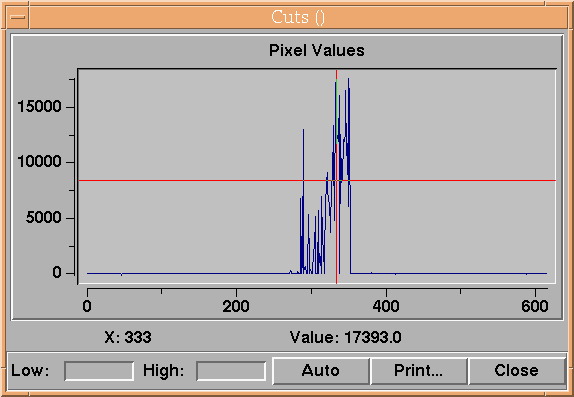 Cuts ()
Pixel Values
15000
10000
5000
0
0 200 400 600
X: 333 Value: 17393.0
Low: High: Auto Print... Close